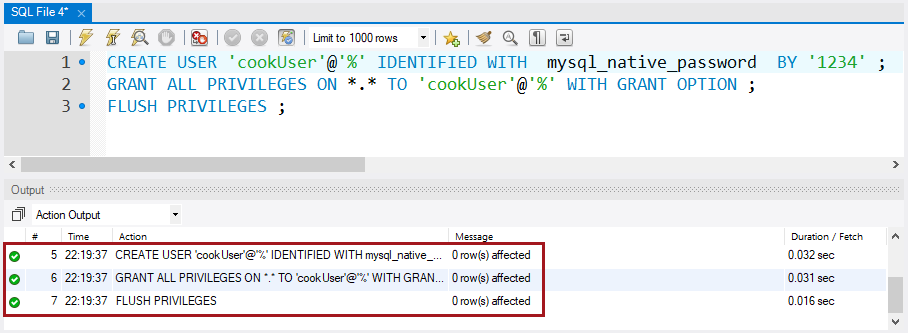 SQL File 4*
Limit to 1000 rows
1 CREATE USER 'cookUser'@'%' IDENTIFIED WITH  mysql_native_password  BY '1234' ;
2 GRANT ALL PRIVILEGES ON *.* TO 'cookUser'@'%' WITH GRANT OPTION ;
3 FLUSH PRIVILEGES ;
Output
Action Output
# Time Action Message Duration / Fetch
5 22:19:37 CREATE USER 'cookUser'@'%' IDENTIFIED WITH mysql_native_... 0 row(s) affected 0.032 sec
6 22:19:37 GRANT ALL PRIVILEGES ON *.* TO 'cookUser'@'%' WITH GRAN... 0 row(s) affected 0.031 sec
7 22:19:37 FLUSH PRIVILEGES 0 row(s) affected 0.016 sec